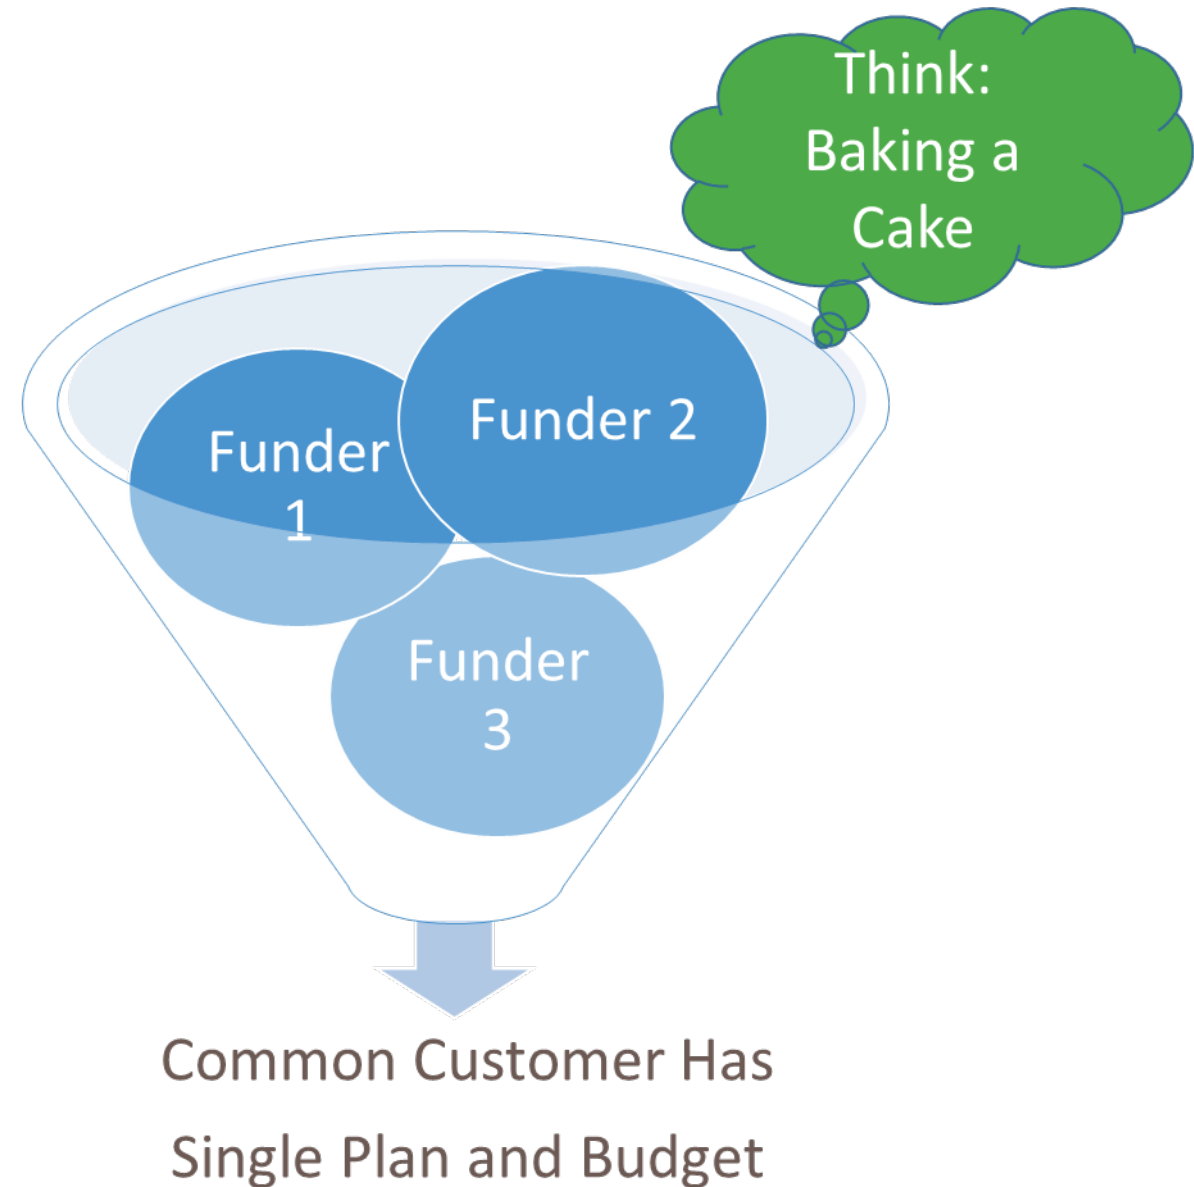 Think:
Baking a
Cake
Funder 2
Funder
1
Funder
3
Common Customer Has
Single Plan and Budget